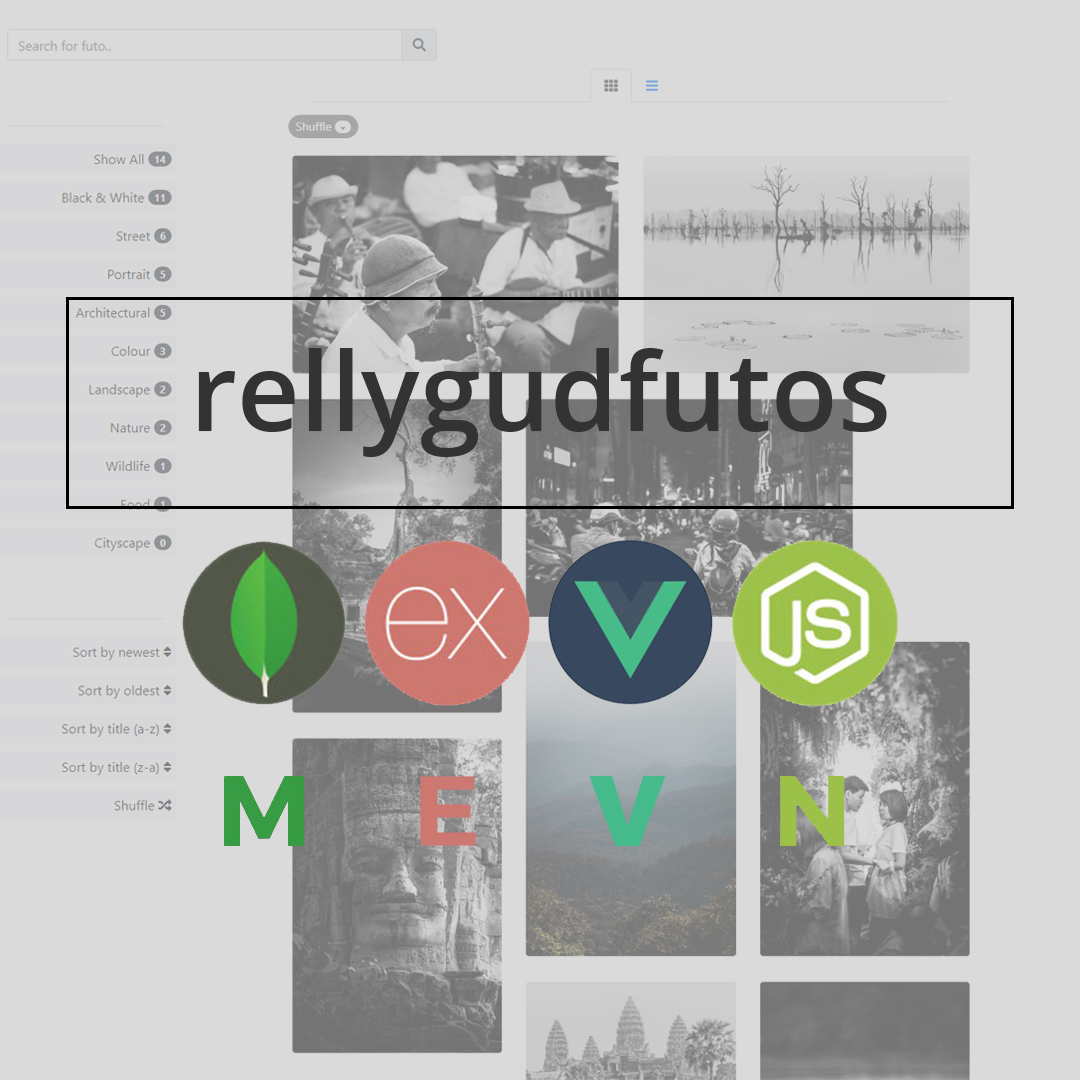 Search for futo..
Shuffle
Show All 14
Black & White 11
Street 6
Portrait 5
Architectural 5
Colour 3
Landscape 2
Nature 2
Wildlife 1
Food 1
Cityscape 0
rellygudfutos
ex
JS
Sort by newest
Sort by oldest
Sort by title (a-z)
Sort by title (z-a)
Shuffle
M E V N